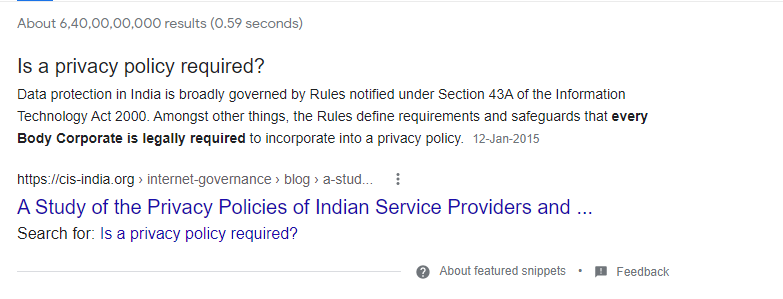 About 6,40,00,00,000 results (0.59 seconds)
Is a privacy policy required?
Data protection in India is broadly governed by Rules notified under Section 43A of the Information
Technology Act 2000. Amongst other things, the Rules define requirements and safeguards that every
Body Corporate is legally required to incorporate into a privacy policy. 12-Jan-2015
https://cis-india.org › internet-governance › blog › a-stud...
A Study of the Privacy Policies of Indian Service Providers and ...
Search for: Is a privacy policy required?
About featured snippets • Feedback